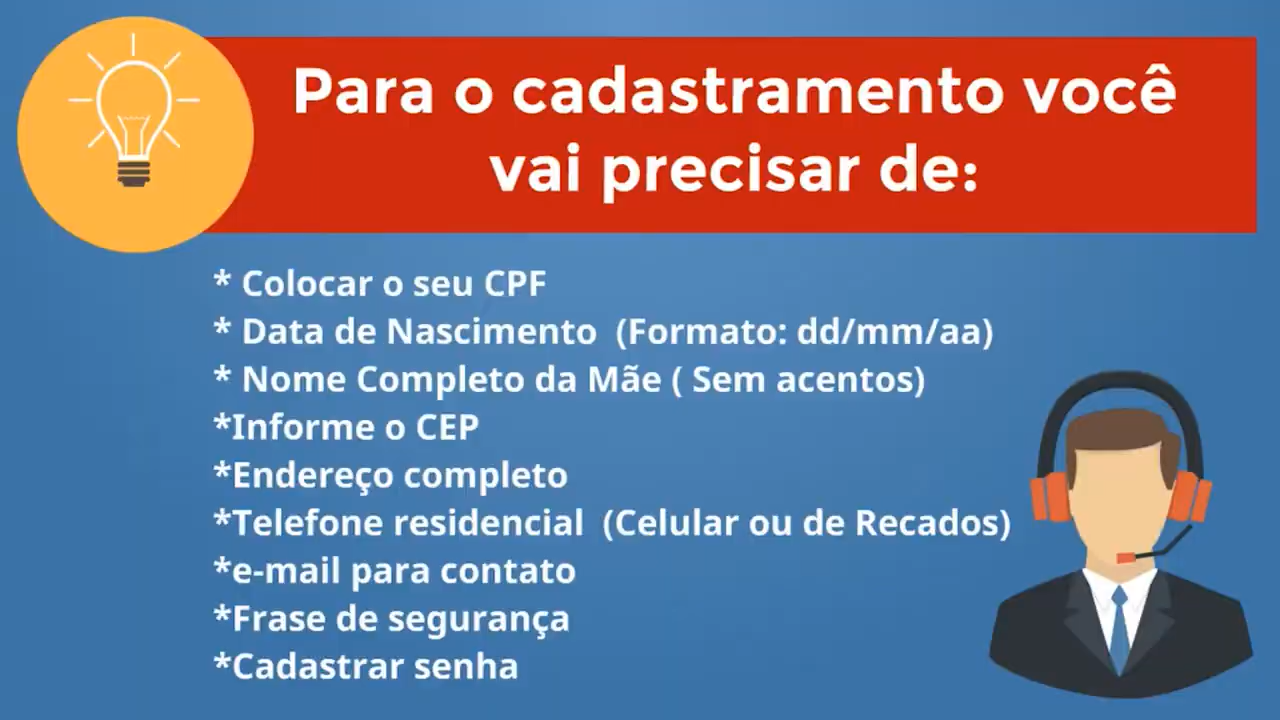 Para o cadastramento você
vai precisar de:
* Colocar o seu CPF
* Data de Nascimento (Formato: dd/mm/aa)
* Nome Completo da Mãe ( Sem acentos)
*Informe o CEP
*Endereço completo
*Telefone residencial (Celular ou de Recados)
*e-mail para contato
*Frase de segurança
*Cadastrar senha